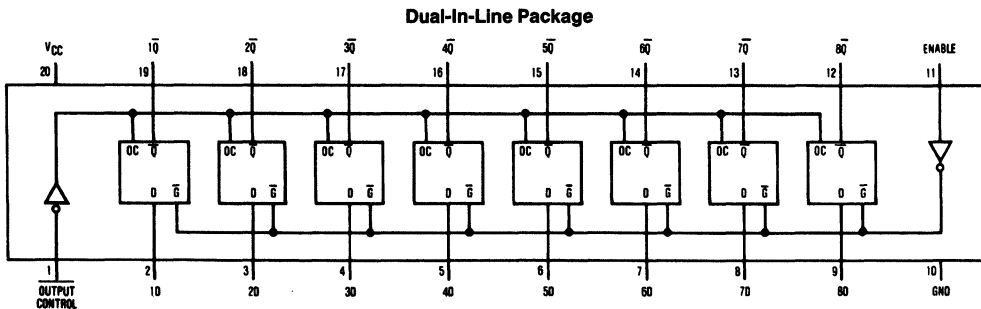 Dual-In-Line Package
VCC 1Q̅ 2Q̅ 3Q̅ 4Q̅ 5Q̅ 6Q̅ 7Q̅ 8Q̅ ENABLE
20 19 18 17 16 15 14 13 12 11
OC Q̅ OC Q̅ OC Q̅ OC Q̅ OC Q̅ OC Q̅ OC Q̅ OC Q̅
D G̅ D G̅ D G̅ D G̅ D G̅ D G̅ D G̅ D G̅
1 2 3 4 5 6 7 8 9 10
OUTPUT CONTROL 1D 2D 3D 4D 5D 6D 7D 8D GND